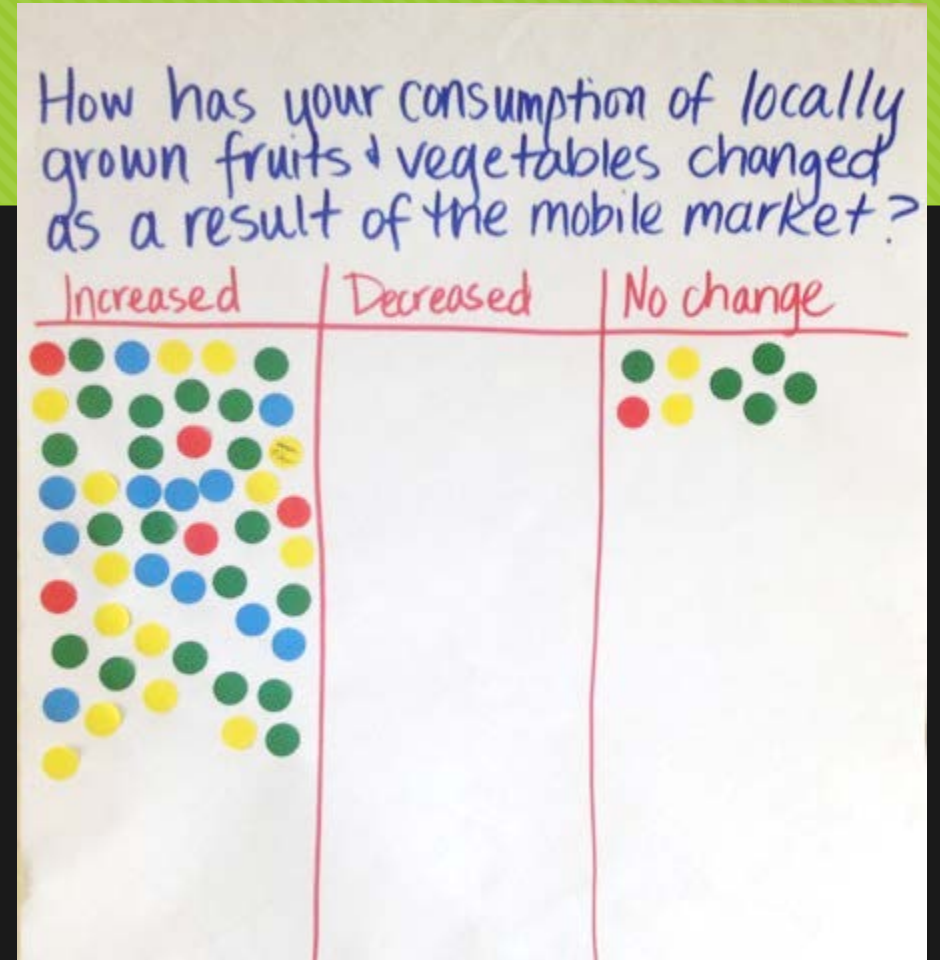 How has your consumption of locally
grown fruits & vegetables changed
as a result of the mobile market?
Increased Decreased No change